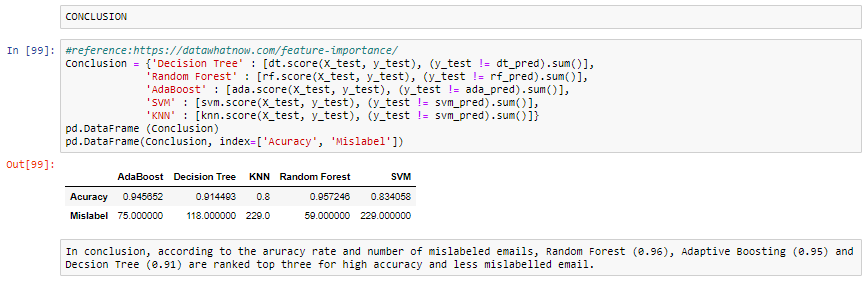 CONCLUSION
In [99]: #reference:https://datawhatnow.com/feature-importance/
Conclusion = {'Decision Tree' : [dt.score(X_test, y_test), (y_test != dt_pred).sum()],
'Random Forest' : [rf.score(X_test, y_test), (y_test != rf_pred).sum()],
'AdaBoost' : [ada.score(X_test, y_test), (y_test != ada_pred).sum()],
'SVM' : [svm.score(X_test, y_test), (y_test != svm_pred).sum()],
'KNN' : [knn.score(X_test, y_test), (y_test != svm_pred).sum()]}
pd.DataFrame (Conclusion)
pd.DataFrame(Conclusion, index=['Acuracy', 'Mislabel'])
Out[99]:
AdaBoost Decision Tree KNN Random Forest SVM
Acuracy 0.945652 0.914493 0.8 0.957246 0.834058
Mislabel 75.000000 118.000000 229.0 59.000000 229.000000
In conclusion, according to the aruracy rate and number of mislabeled emails, Random Forest (0.96), Adaptive Boosting (0.95) and
Decsion Tree (0.91) are ranked top three for high accuracy and less mislabelled email.